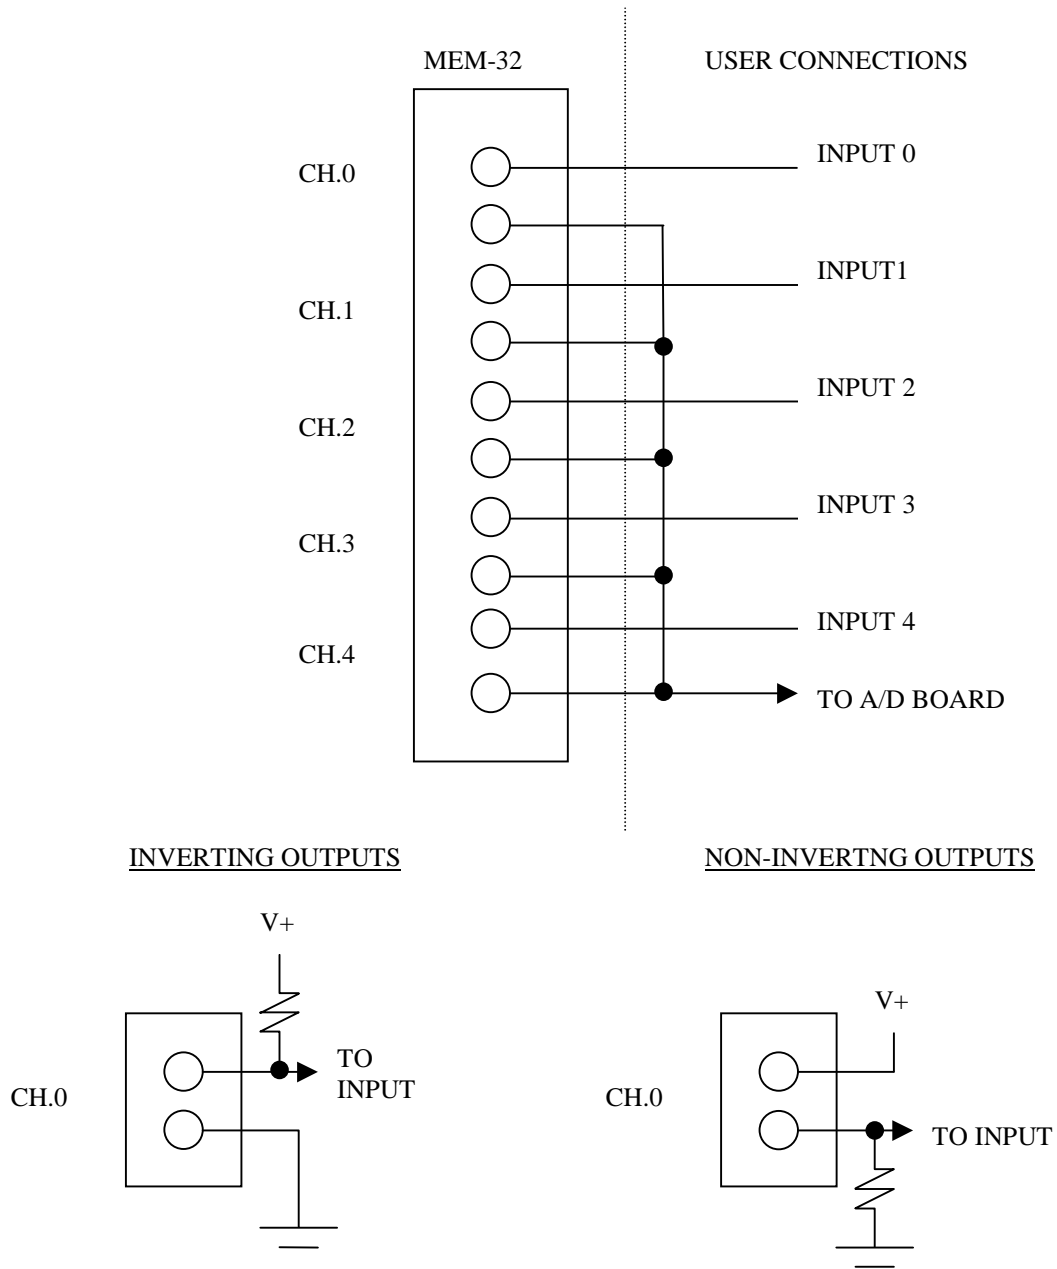 MEM-32
USER CONNECTIONS
CH.0
INPUT 0
INPUT1
CH.1
INPUT 2
CH.2
INPUT 3
CH.3
INPUT 4
CH.4
TO A/D BOARD
INVERTING OUTPUTS
V+
TO
INPUT
CH.0
NON-INVERTNG OUTPUTS
V+
CH.0
TO INPUT